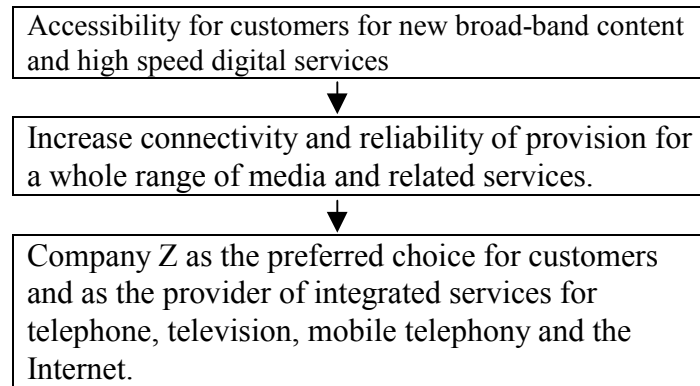 Accessibility for customers for new broad-band content
and high speed digital services
Increase connectivity and reliability of provision for
a whole range of media and related services.
Company Z as the preferred choice for customers
and as the provider of integrated services for
telephone, television, mobile telephony and the
Internet.